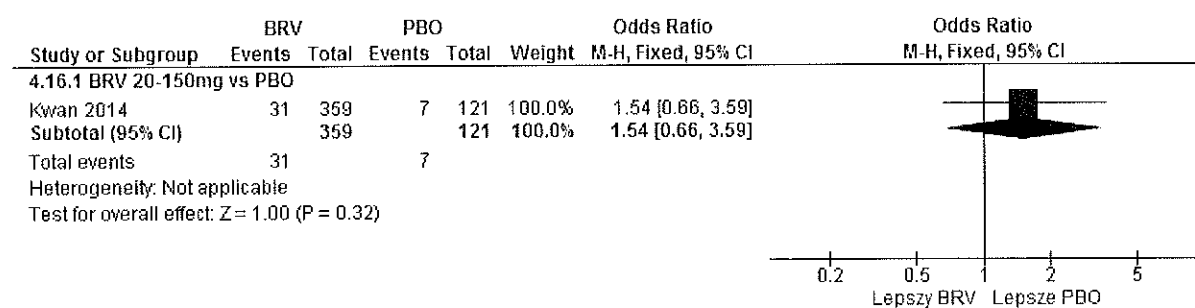 BRV PBO Odds Ratio Odds Ratio
Study or Subgroup Events Total Events Total Weight M-H, Fixed, 95% CI M-H, Fixed, 95% CI
4.16.1 BRV 20-150mg vs PBO
Kwan 2014 31 359 7 121 100.0% 1.54 [0.66, 3.59]
Subtotal (95% CI) 359 121 100.0% 1.54 [0.66, 3.59]
Total events 31 7
Heterogeneity: Not applicable
Test for overall effect: Z = 1.00 (P = 0.32)
0.2 0.5 1 2 5
Lepszy BRV Lepsze PBO